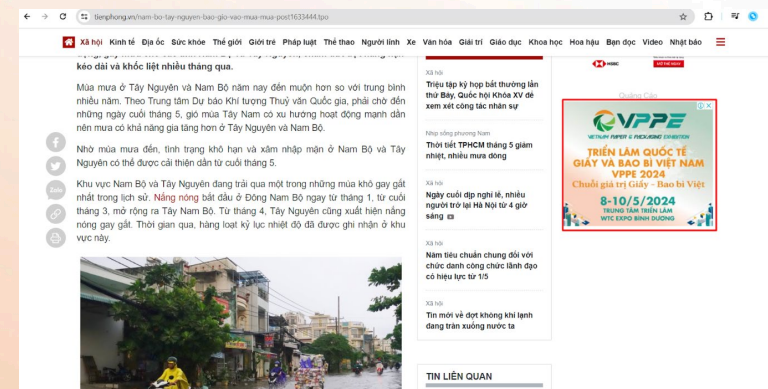 tienphong.vn/nam-bo-tay-nguyen-bao-gio-vao-mua-mua-post1633444.tpo
Xã hội Kinh tế Địa ốc Sức khỏe Thế giới Giới trẻ Pháp luật Thể thao Người lính Xe Văn hóa Giải trí Giáo dục Khoa học Hoa hậu Bạn đọc Video Nhật báo
kéo dài và khốc liệt nhiều tháng qua.
Mùa mưa ở Tây Nguyên và Nam Bộ năm nay đến muộn hơn so với trung bình
nhiều năm. Theo Trung tâm Dự báo Khí tượng Thuỷ văn Quốc gia, phải chờ đến
những ngày cuối tháng 5, gió mùa Tây Nam có xu hướng hoạt động mạnh dần
nên mưa có khả năng gia tăng hơn ở Tây Nguyên và Nam Bộ.
Nhờ mùa mưa đến, tình trạng khô hạn và xâm nhập mặn ở Nam Bộ và Tây
Nguyên có thể được cải thiện dần từ cuối tháng 5.
Khu vực Nam Bộ và Tây Nguyên đang trải qua một trong những mùa khô gay gắt
nhất trong lịch sử. Nắng nóng bắt đầu ở Đông Nam Bộ ngay từ tháng 1, từ cuối
tháng 3, mở rộng ra Tây Nam Bộ. Từ tháng 4, Tây Nguyên cũng xuất hiện nắng
nóng gay gắt. Thời gian qua, hàng loạt kỷ lục nhiệt độ đã được ghi nhận ở khu
vực này.
Zalo
Xã hội
Triệu tập kỳ họp bất thường lần
thứ Bảy, Quốc hội Khóa XV để
xem xét công tác nhân sự
Nhịp sống phương Nam
Thời tiết TPHCM tháng 5 giảm
nhiệt, nhiều mưa dông
Xã hội
Ngày cuối dịp nghỉ lễ, nhiều
người trở lại Hà Nội từ 4 giờ
sáng
Xã hội
Năm tiêu chuẩn chung đối với
chức danh công chức lãnh đạo
có hiệu lực từ 1/5
Xã hội
Tin mới về đợt không khí lạnh
đang tràn xuống nước ta
TIN LIÊN QUAN
HSBC
MỞ THẺ NGAY
Quảng Cáo
VPPE
VIETNAM PAPER & PACKAGING EXHIBITION
TRIỂN LÃM QUỐC TẾ
GIẤY VÀ BAO BÌ VIỆT NAM
VPPE 2024
Chuỗi giá trị Giấy - Bao bì Việt
8-10/5/2024
TRUNG TÂM TRIỂN LÃM
WTC EXPO BÌNH DƯƠNG